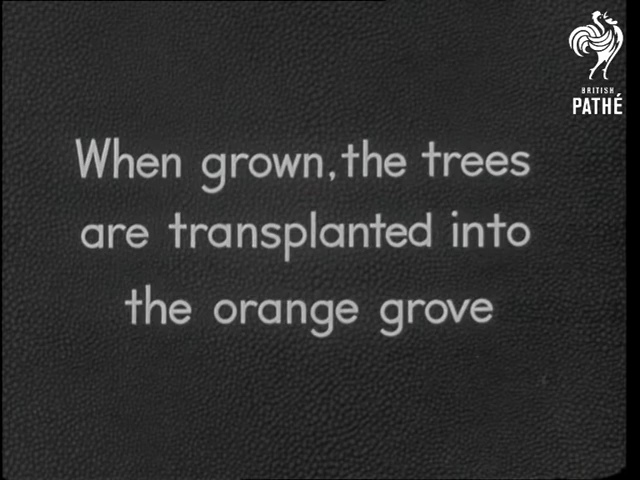 BRITISH
PATHÉ
When grown, the trees
are transplanted into
the orange grove